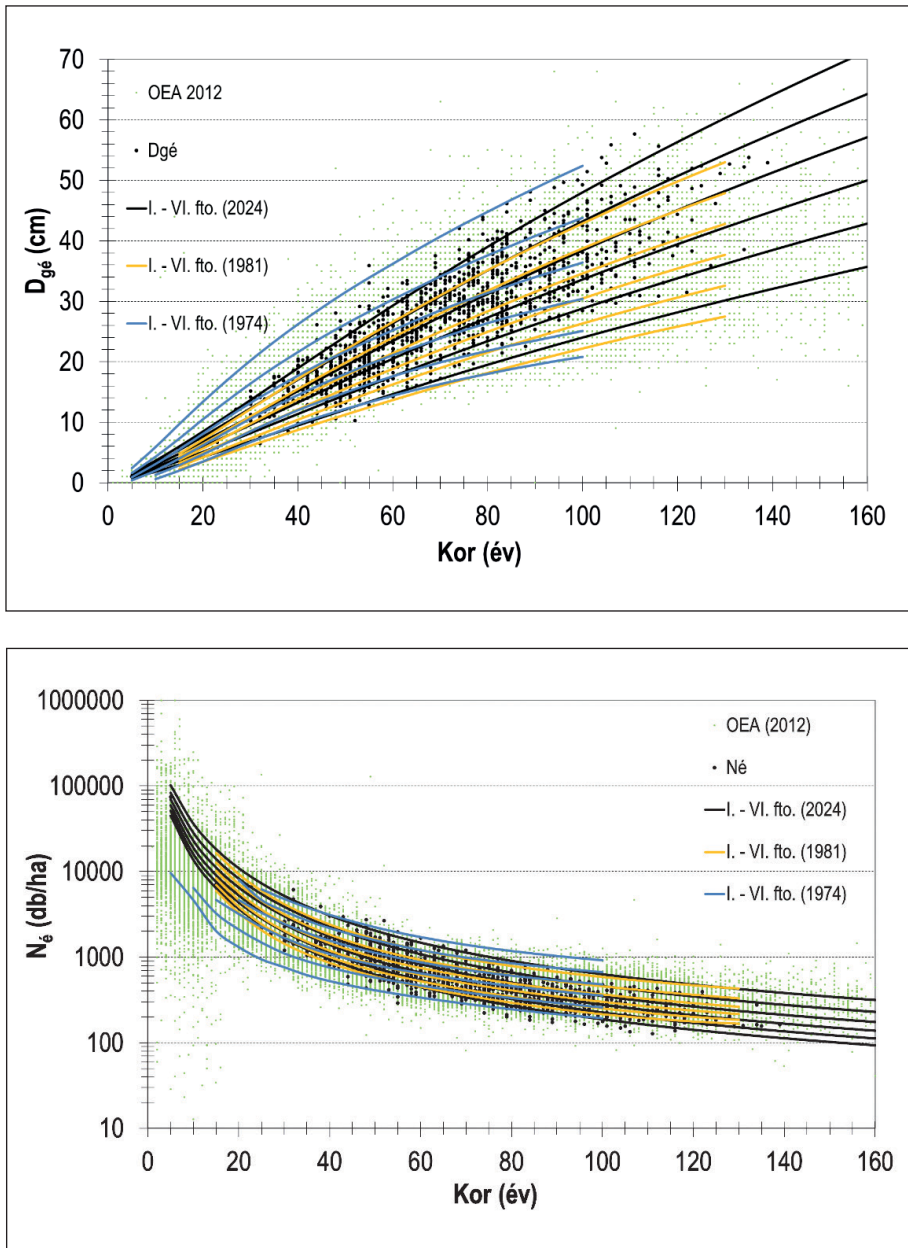 70
60
50
40
30
20
10
0
D_gé (cm)
OEA 2012
Dgé
I. - VI. fto. (2024)
I. - VI. fto. (1981)
I. - VI. fto. (1974)
0 20 40 60 80 100 120 140 160
Kor (év)
1000000
100000
10000
1000
100
10
N_é (db/ha)
OEA (2012)
Né
I. - VI. fto. (2024)
I. - VI. fto. (1981)
I. - VI. fto. (1974)
0 20 40 60 80 100 120 140 160
Kor (év)